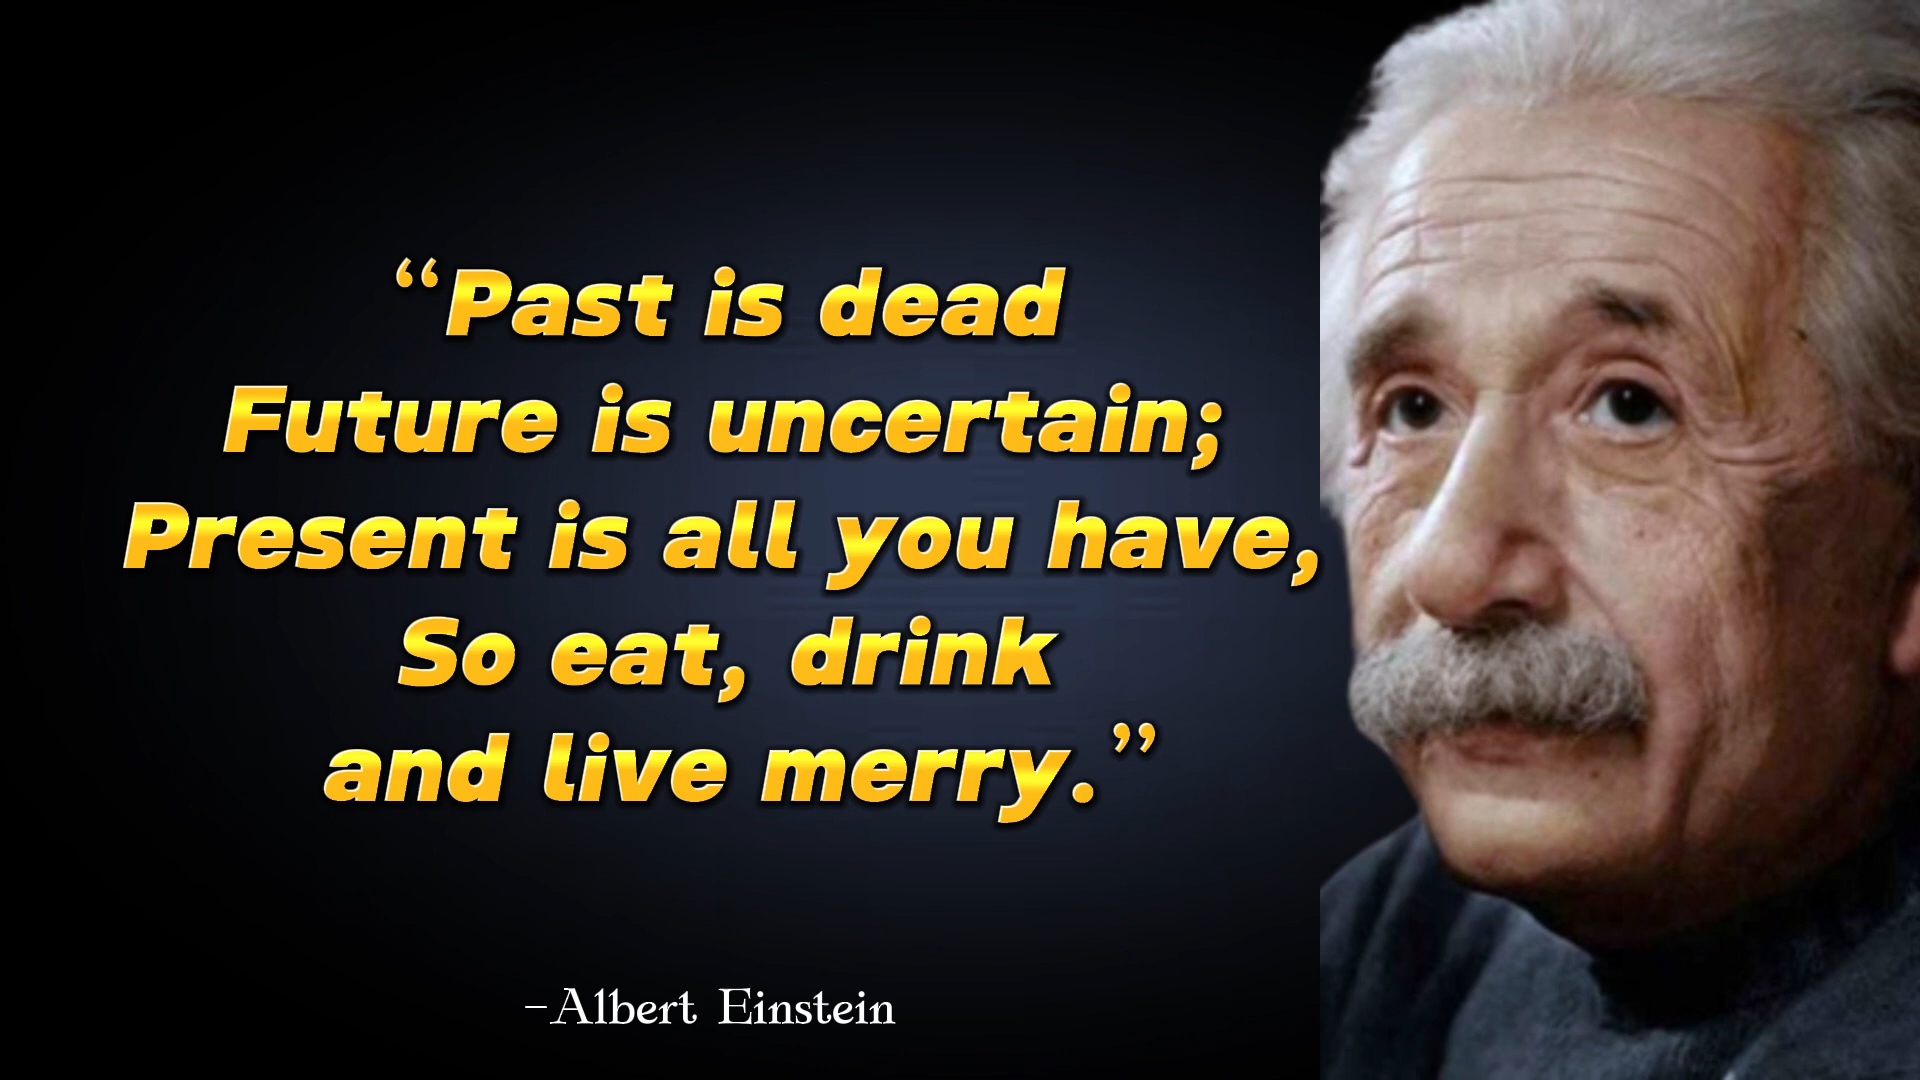 “Past is dead
Future is uncertain;
Present is all you have,
So eat, drink
and live merry.”
–Albert Einstein